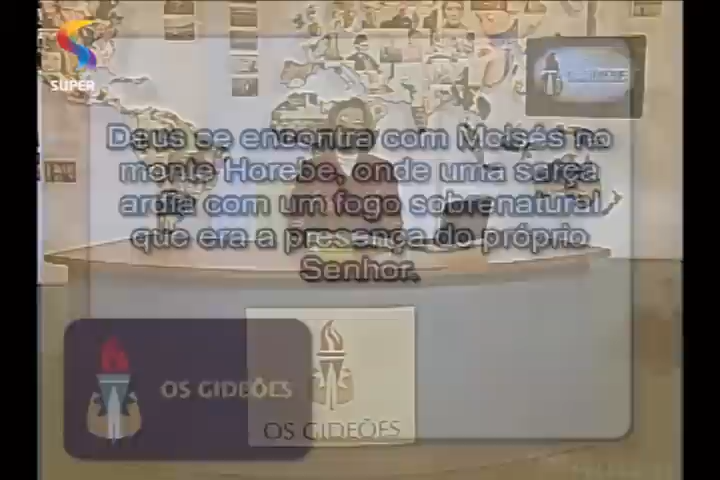 SUPER
Deus se encontra com Moisés no
monte Horebe, onde uma sarça
ardia com um fogo sobrenatural
que era a presença do próprio
Senhor.
OS GIDEÕES
OS GIDEÕES